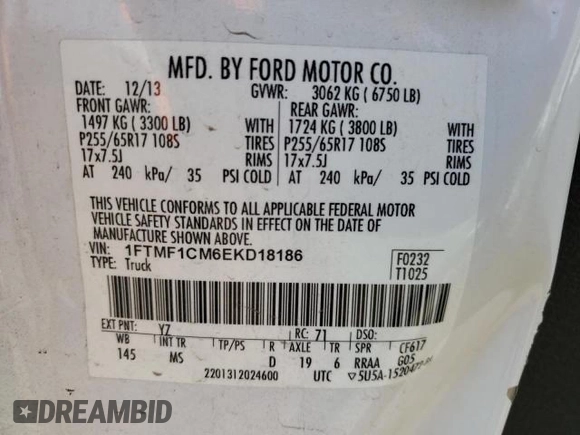 MFD. BY FORD MOTOR CO.
DATE: 12/13 GVWR: 3062 KG ( 6750 LB)
FRONT GAWR: REAR GAWR:
1497 KG ( 3300 LB) WITH 1724 KG ( 3800 LB) WITH
P255/65R17 108S TIRES P255/65R17 108S TIRES
17x7.5J RIMS 17x7.5J RIMS
AT 240 kPa/ 35 PSI COLD AT 240 kPa/ 35 PSI COLD
THIS VEHICLE CONFORMS TO ALL APPLICABLE FEDERAL MOTOR
VEHICLE SAFETY STANDARDS IN EFFECT ON THE DATE OF
MANUFACTURE SHOWN ABOVE.
VIN: 1FTMF1CM6EKD18186 F0232
TYPE: Truck T1025
EXT PNT: YZ RC: 71 DSO:
WB INT TR TP/PS R AXLE TR SPR CF617
145 MS D 19 6 RRAA G05
2201312024600 UTC
DREAMBID